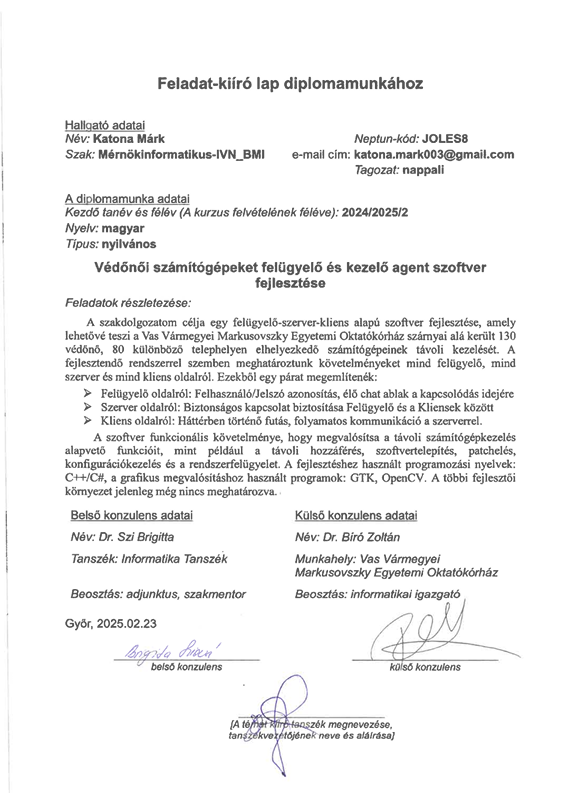 Feladat-kiíró lap diplomamunkához
Hallgató adatai
Név: Katona Márk Neptun-kód: JOLES8
Szak: Mérnökinformatikus-IVN_BMI e-mail cím: katona.mark003@gmail.com
Tagozat: nappali
A diplomamunka adatai
Kezdő tanév és félév (A kurzus felvételének féléve): 2024/2025/2
Nyelv: magyar
Típus: nyilvános
Védőnői számítógépeket felügyelő és kezelő agent szoftver
fejlesztése
Feladatok részletezése:
A szakdolgozatom célja egy felügyelő-szerver-kliens alapú szoftver fejlesztése, amely
lehetővé teszi a Vas Vármegyei Markusovszky Egyetemi Oktatókórház szárnyai alá került 130
védőnő, 80 különböző telephelyen elhelyezkedő számítógépeinek távoli kezelését. A
fejlesztendő rendszerrel szemben meghatároztunk követelményeket mind felügyelő, mind
szerver és mind kliens oldalról. Ezekből egy párat megemlítenék:
➤ Felügyelő oldalról: Felhasználó/Jelszó azonosítás, élő chat ablak a kapcsolódás idejére
➤ Szerver oldalról: Biztonságos kapcsolat biztosítása Felügyelő és a Kliensek között
➤ Kliens oldalról: Háttérben történő futás, folyamatos kommunikáció a szerverrel.
A szoftver funkcionális követelménye, hogy megvalósítsa a távoli számítógépkezelés
alapvető funkcióit, mint például a távoli hozzáférés, szoftvertelepítés, patchelés,
konfigurációkezelés és a rendszerfelügyelet. A fejlesztéshez használt programozási nyelvek:
C++/C#, a grafikus megvalósításhoz használt programok: GTK, OpenCV. A többi fejlesztői
környezet jelenleg még nincs meghatározva.
Belső konzulens adatai Külső konzulens adatai
Név: Dr. Szi Brigitta Név: Dr. Bíró Zoltán
Tanszék: Informatika Tanszék Munkahely: Vas Vármegyei
Markusovszky Egyetemi Oktatókórház
Beosztás: adjunktus, szakmentor Beosztás: informatikai igazgató
Győr, 2025.02.23
belső konzulens külső konzulens
[A témát kiíró tanszék megnevezése,
tanszékvezetőjének neve és aláírása]